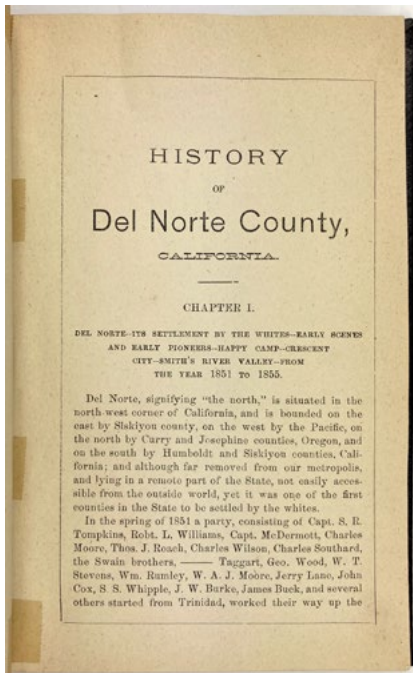 HISTORY
OF
Del Norte County,
CALIFORNIA.
CHAPTER I.
DEL NORTE--ITS SETTLEMENT BY THE WHITES--EARLY SCENES
AND EARLY PIONEERS--HAPPY CAMP--CRESCENT
CITY--SMITH'S RIVER VALLEY--FROM
THE YEAR 1851 TO 1855.
Del Norte, signifying "the north," is situated in the
north-west corner of California, and is bounded on the
east by Siskiyou county, on the west by the Pacific, on
the north by Curry and Josephine counties, Oregon, and
on the south by Humboldt and Siskiyou counties, Cali-
fornia; and although far removed from our metropolis,
and lying in a remote part of the State, not easily acces-
sible from the outside world, yet it was one of the first
counties in the State to be settled by the whites.
In the spring of 1851 a party, consisting of Capt. S. R.
Tompkins, Robt. L. Williams, Capt. McDermott, Charles
Moore, Thos. J. Roach, Charles Wilson, Charles Southard,
the Swain brothers, —— Taggart, Geo. Wood, W. T.
Stevens, Wm. Rumley, W. A. J. Moore, Jerry Lane, John
Cox, S. S. Whipple, J. W. Burke, James Buck, and several
others started from Trinidad, worked their way up the